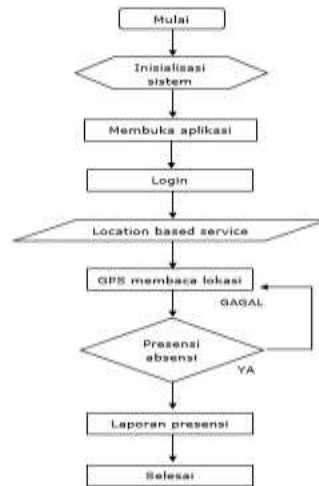 Mulai
Inisialisasi
sistem
Membuka aplikasi
Login
Location based service
GPS membaca lokasi
GAGAL
Presensi
absensi
YA
Laporan presensi
Selesai